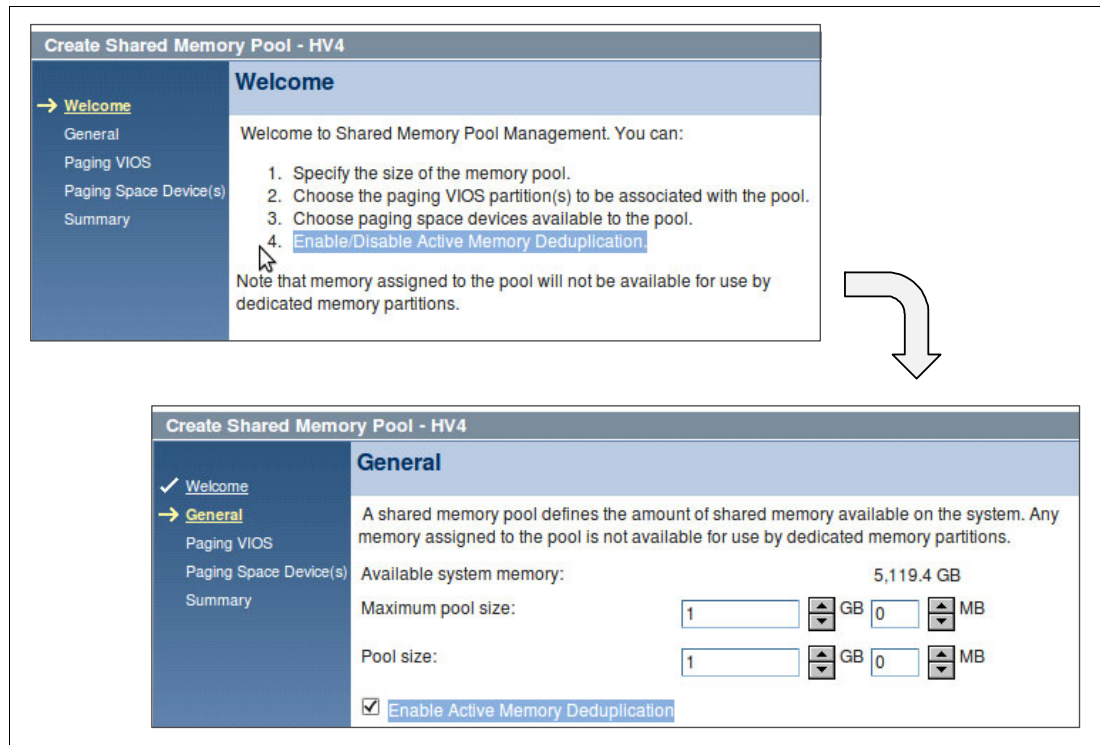 Create Shared Memory Pool - HV4
Welcome
General
Paging VIOS
Paging Space Device(s)
Summary
Welcome
Welcome to Shared Memory Pool Management. You can:
1. Specify the size of the memory pool.
2. Choose the paging VIOS partition(s) to be associated with the pool.
3. Choose paging space devices available to the pool.
4. Enable/Disable Active Memory Deduplication.
Note that memory assigned to the pool will not be available for use by
dedicated memory partitions.
Create Shared Memory Pool - HV4
Welcome
General
Paging VIOS
Paging Space Device(s)
Summary
General
A shared memory pool defines the amount of shared memory available on the system. Any
memory assigned to the pool is not available for use by dedicated memory partitions.
Available system memory: 5,119.4 GB
Maximum pool size: 1 GB 0 MB
Pool size: 1 GB 0 MB
Enable Active Memory Deduplication